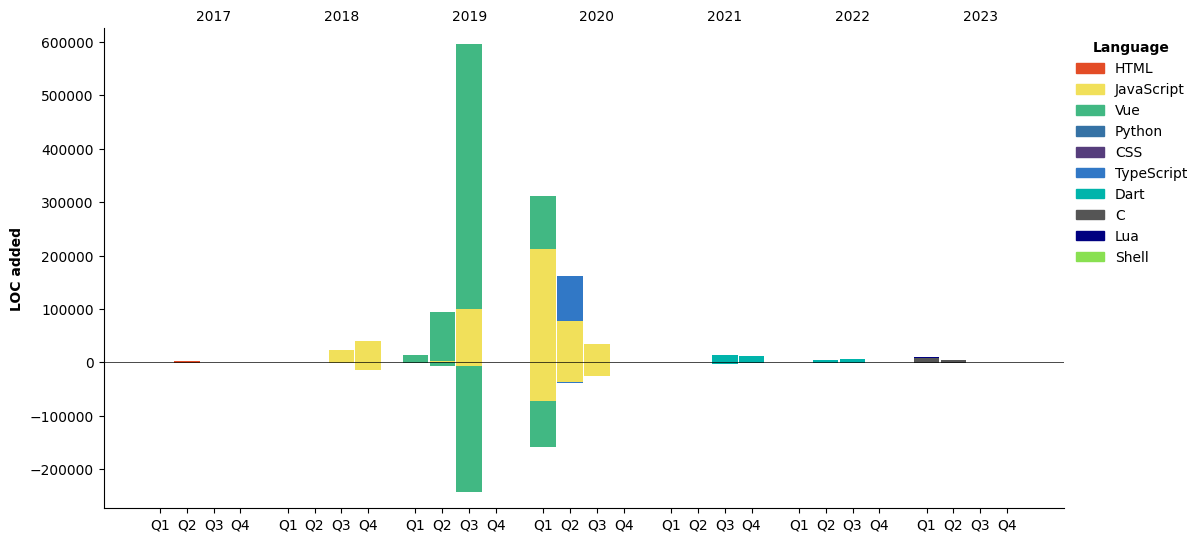 2017 2018 2019 2020 2021 2022 2023
LOC added
600000
500000
400000
300000
200000
100000
0
−100000
−200000
Q1 Q2 Q3 Q4 Q1 Q2 Q3 Q4 Q1 Q2 Q3 Q4 Q1 Q2 Q3 Q4 Q1 Q2 Q3 Q4 Q1 Q2 Q3 Q4 Q1 Q2 Q3 Q4
Language
HTML
JavaScript
Vue
Python
CSS
TypeScript
Dart
C
Lua
Shell